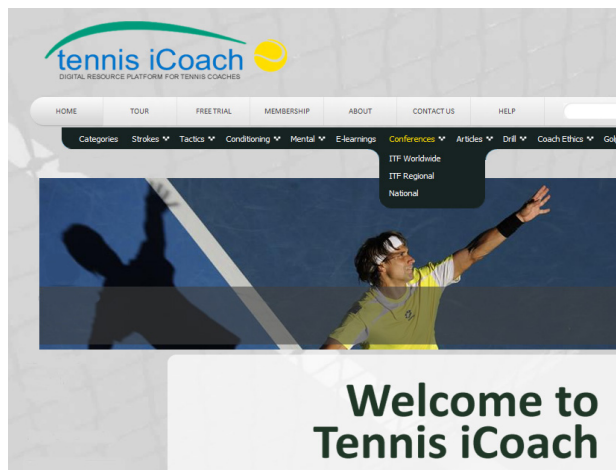 tennis iCoach
DIGITAL RESOURCE PLATFORM FOR TENNIS COACHES
HOME TOUR FREE TRIAL MEMBERSHIP ABOUT CONTACT US HELP
Categories Strokes Tactics Conditioning Mental E-learnings Conferences Articles Drill Coach Ethics
ITF Worldwide
ITF Regional
National
Welcome to
Tennis iCoach